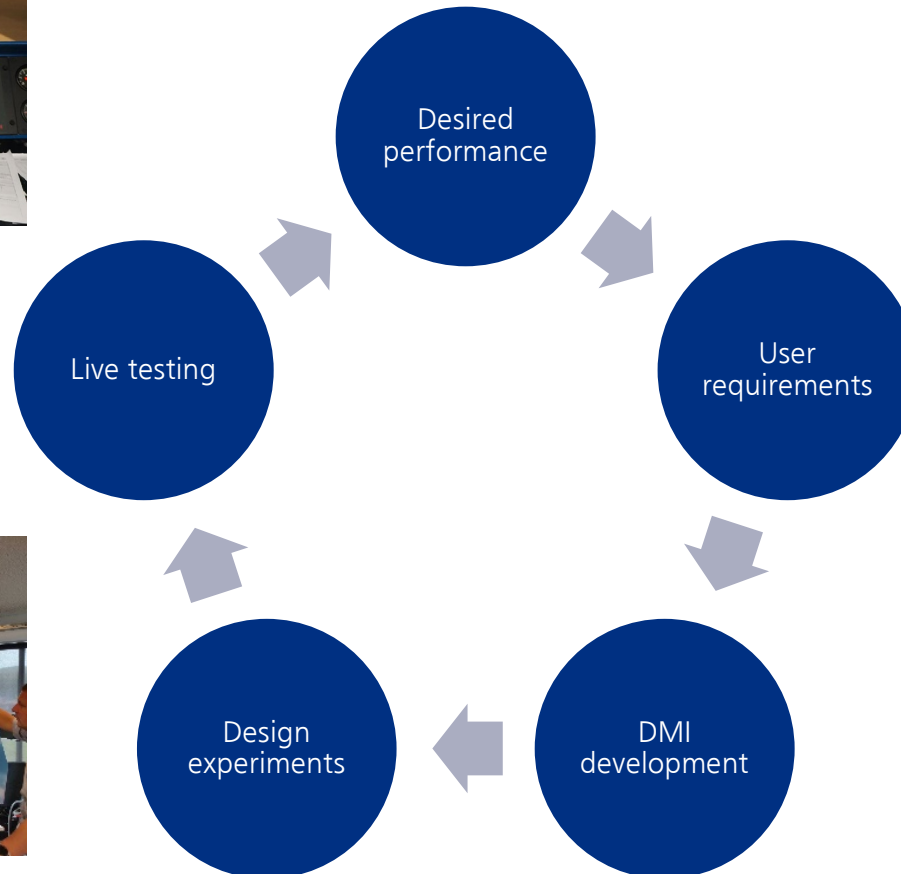 Desired
performance
User
requirements
DMI
development
Design
experiments
Live testing